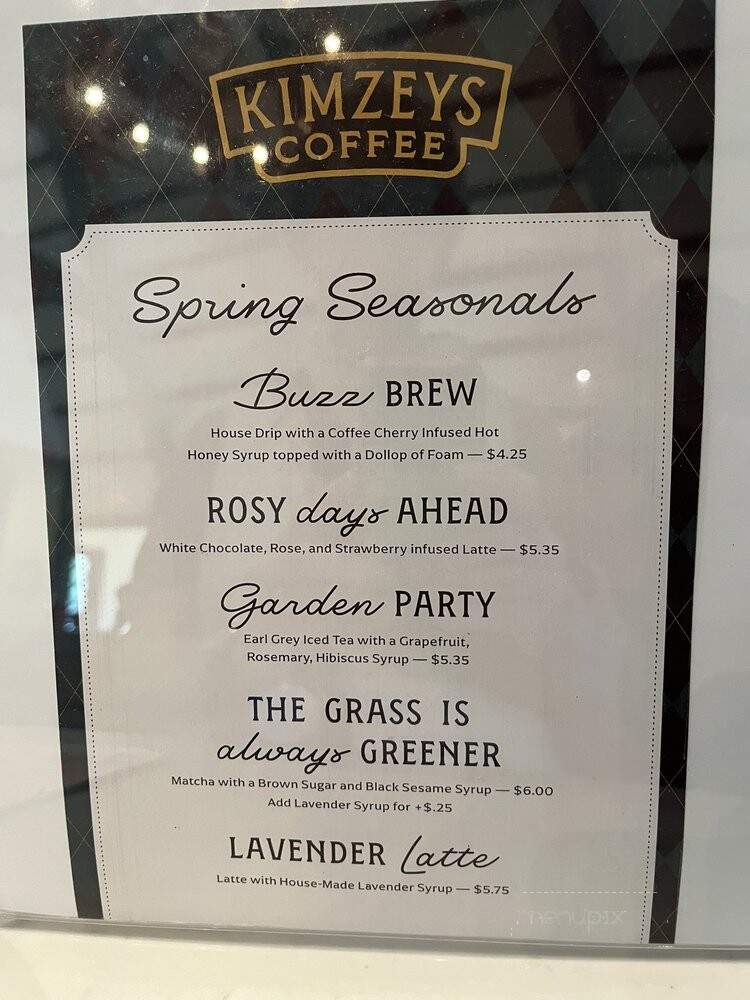 KIMZEYS
COFFEE
Spring Seasonals
Buzz BREW
House Drip with a Coffee Cherry Infused Hot
Honey Syrup topped with a Dollop of Foam — $4.25
ROSY days AHEAD
White Chocolate, Rose, and Strawberry infused Latte — $5.35
Garden PARTY
Earl Grey Iced Tea with a Grapefruit,
Rosemary, Hibiscus Syrup — $5.35
THE GRASS IS
always GREENER
Matcha with a Brown Sugar and Black Sesame Syrup — $6.00
Add Lavender Syrup for +$.25
LAVENDER Latte
Latte with House-Made Lavender Syrup — $5.75
menupix